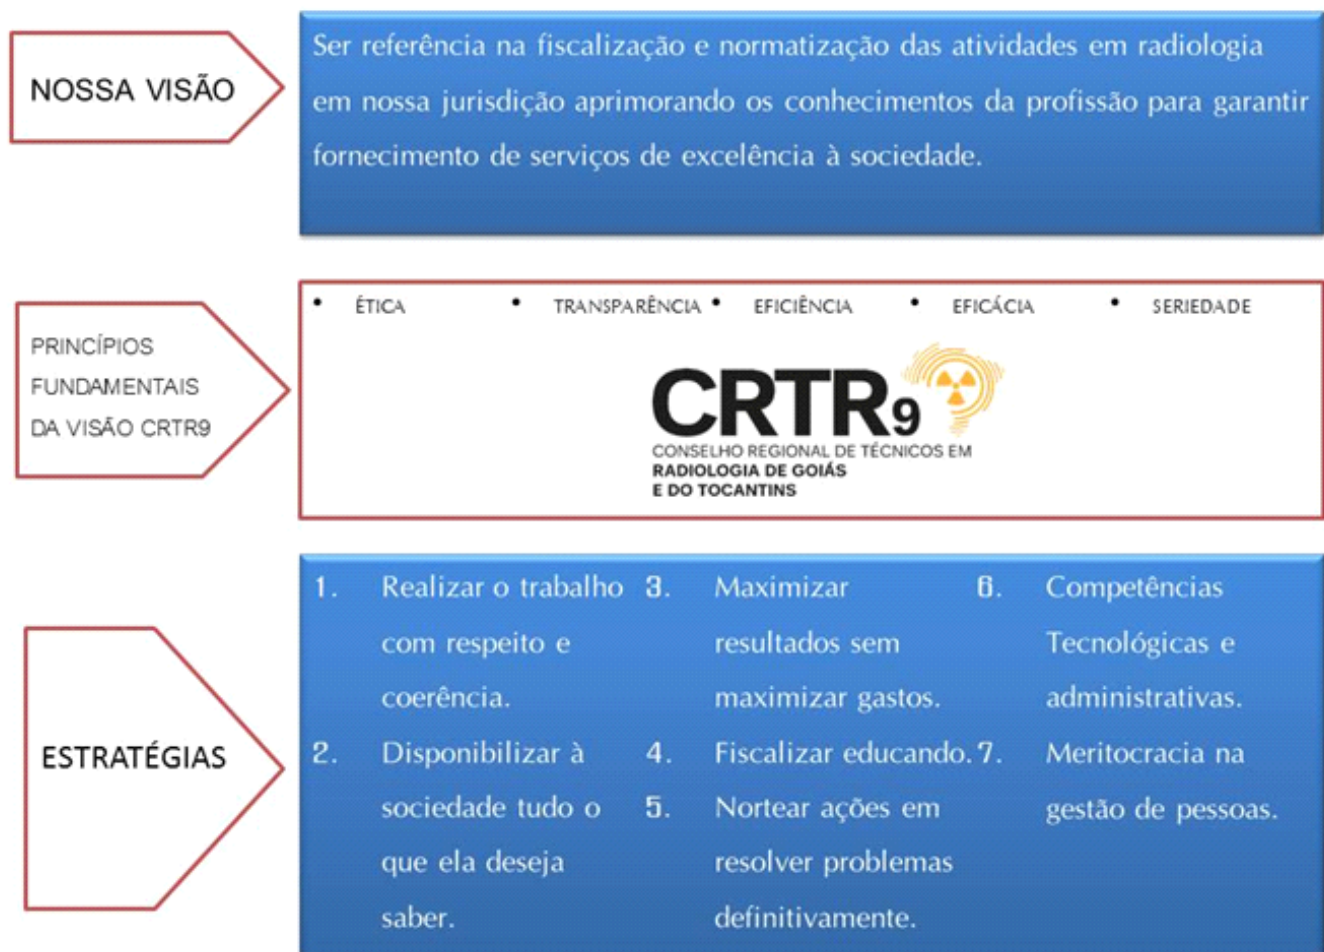 NOSSA VISÃO
Ser referência na fiscalização e normatização das atividades em radiologia
em nossa jurisdição aprimorando os conhecimentos da profissão para garantir
fornecimento de serviços de excelência à sociedade.
PRINCÍPIOS
FUNDAMENTAIS
DA VISÃO CRTR9
• ÉTICA • TRANSPARÊNCIA • EFICIÊNCIA • EFICÁCIA • SERIEDADE
CRTR9
CONSELHO REGIONAL DE TÉCNICOS EM
RADIOLOGIA DE GOIÁS
E DO TOCANTINS
ESTRATÉGIAS
1. Realizar o trabalho
com respeito e
coerência.
2. Disponibilizar à
sociedade tudo o
que ela deseja
saber.
3. Maximizar
resultados sem
maximizar gastos.
4. Fiscalizar educando.
5. Nortear ações em
resolver problemas
definitivamente.
6. Competências
Tecnológicas e
administrativas.
7. Meritocracia na
gestão de pessoas.